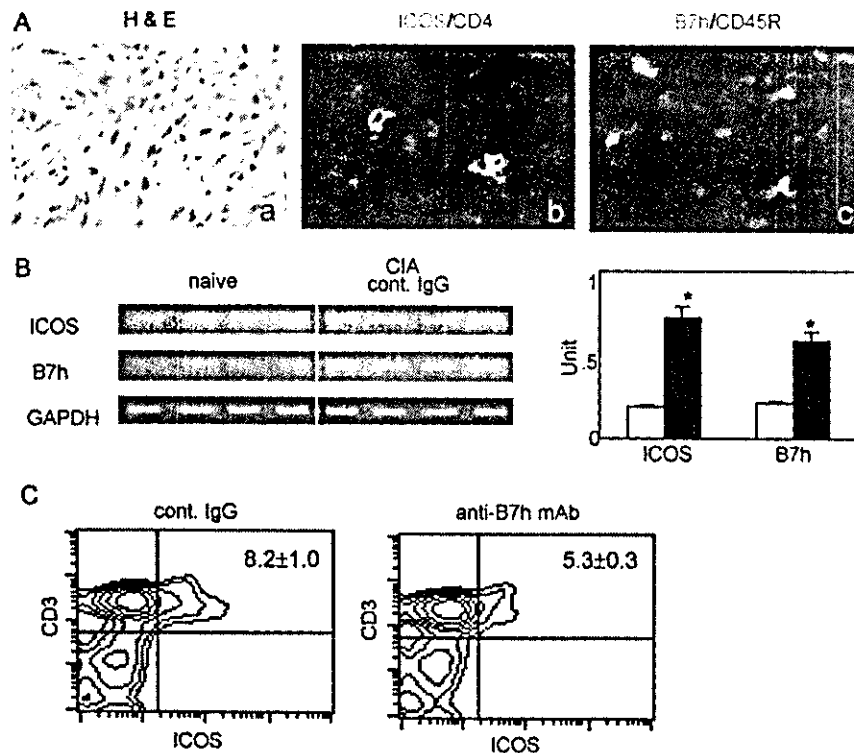 A
H & E
ICOS/CD4
B7h/CD45R
a
b
c
B
naive
CIA
cont. IgG
ICOS
B7h
GAPDH
1
.5
0
Unit
*
*
ICOS
B7h
C
cont. IgG
anti-B7h mAb
8.2±1.0
5.3±0.3
CD3
CD3
ICOS
ICOS